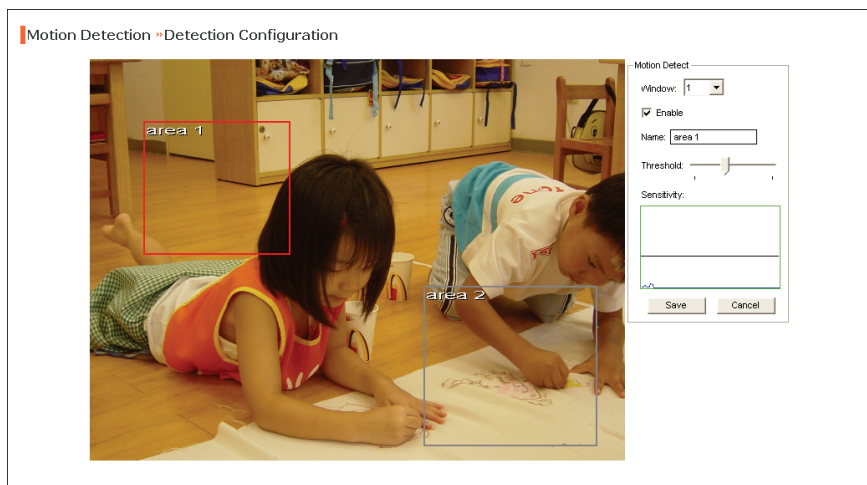 Motion Detection » Detection Configuration
area 1
area 2
Motion Detect
Window: 1
Enable
Name: area 1
Threshold:
Sensitivity:
Save Cancel